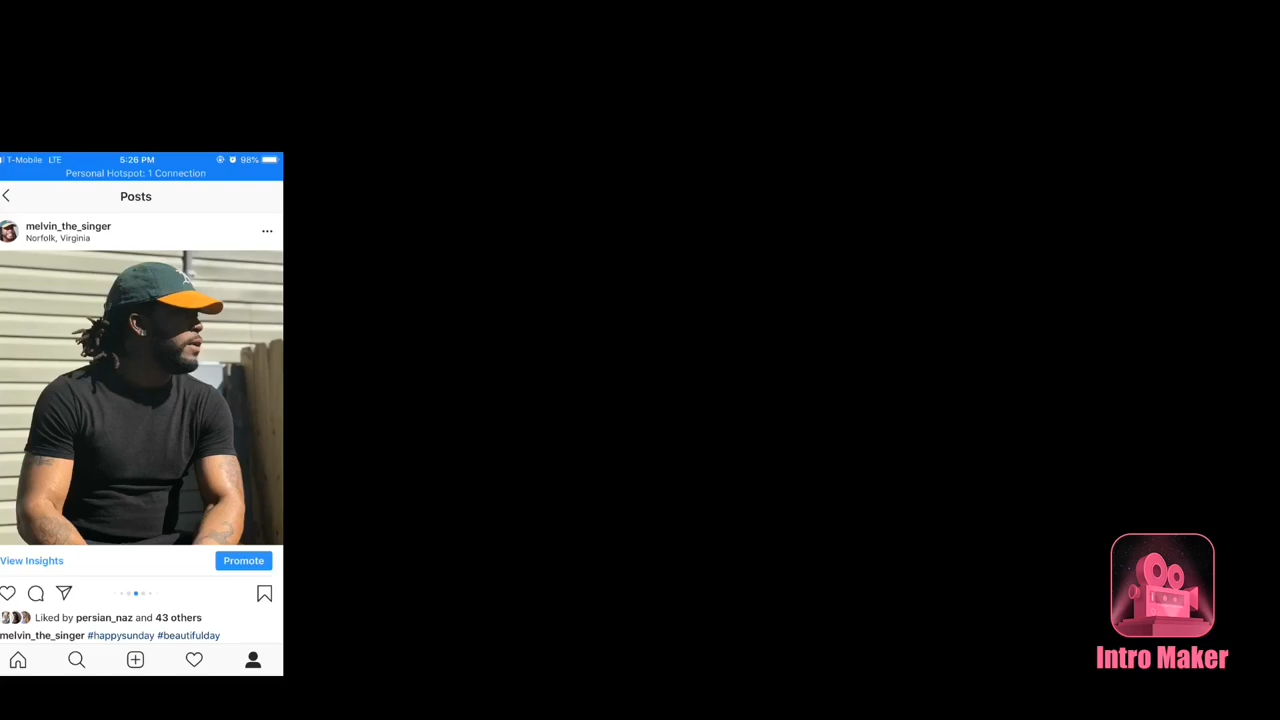 T-Mobile LTE 5:26 PM 98%
Personal Hotspot: 1 Connection
Posts
melvin_the_singer
Norfolk, Virginia
View Insights Promote
Liked by persian_naz and 43 others
melvin_the_singer #happysunday #beautifulday
Intro Maker